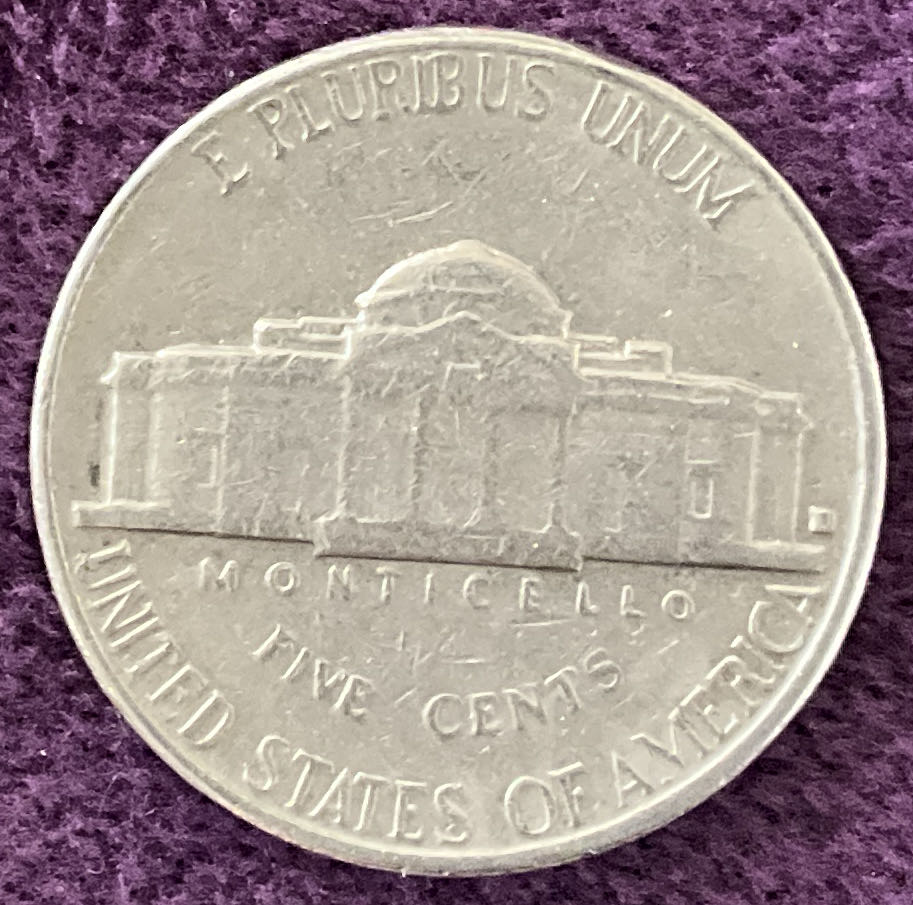 E PLURIBUS UNUM
MONTICELLO
FIVE CENTS
UNITED STATES OF AMERICA